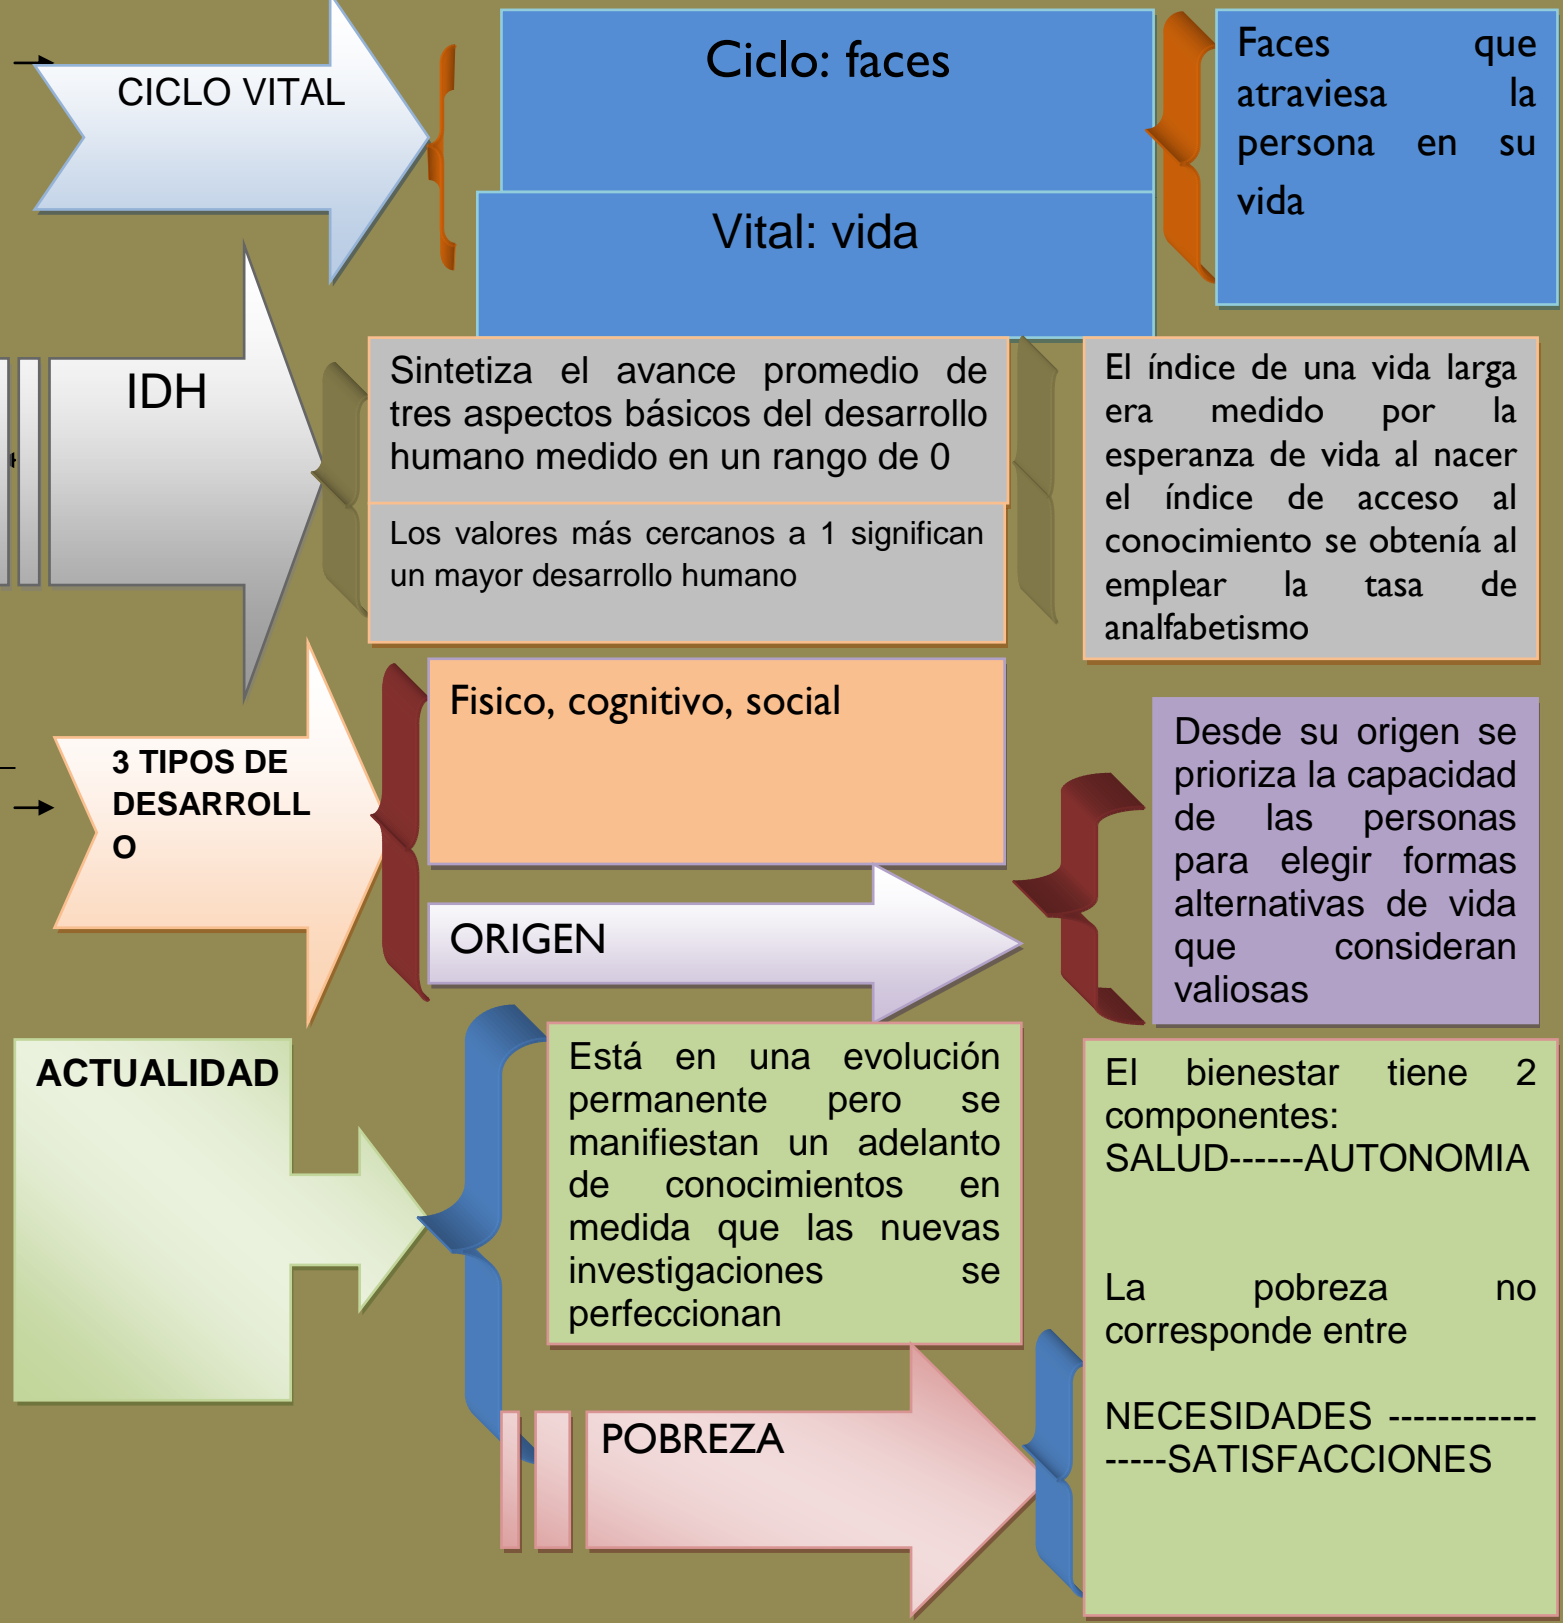 CICLO VITAL
Ciclo: faces
Vital: vida
Faces que
atraviesa la
persona en su
vida
IDH
Sintetiza el avance promedio de
tres aspectos básicos del desarrollo
humano medido en un rango de 0
Los valores más cercanos a 1 significan
un mayor desarrollo humano
El índice de una vida larga
era medido por la
esperanza de vida al nacer
el índice de acceso al
conocimiento se obtenía al
emplear la tasa de
analfabetismo
3 TIPOS DE
DESARROLL
O
Fisico, cognitivo, social
ORIGEN
Desde su origen se
prioriza la capacidad
de las personas
para elegir formas
alternativas de vida
que consideran
valiosas
ACTUALIDAD
Está en una evolución
permanente pero se
manifiestan un adelanto
de conocimientos en
medida que las nuevas
investigaciones se
perfeccionan
POBREZA
El bienestar tiene 2
componentes:
SALUD------AUTONOMIA
La pobreza no
corresponde entre
NECESIDADES ------------
-----SATISFACCIONES